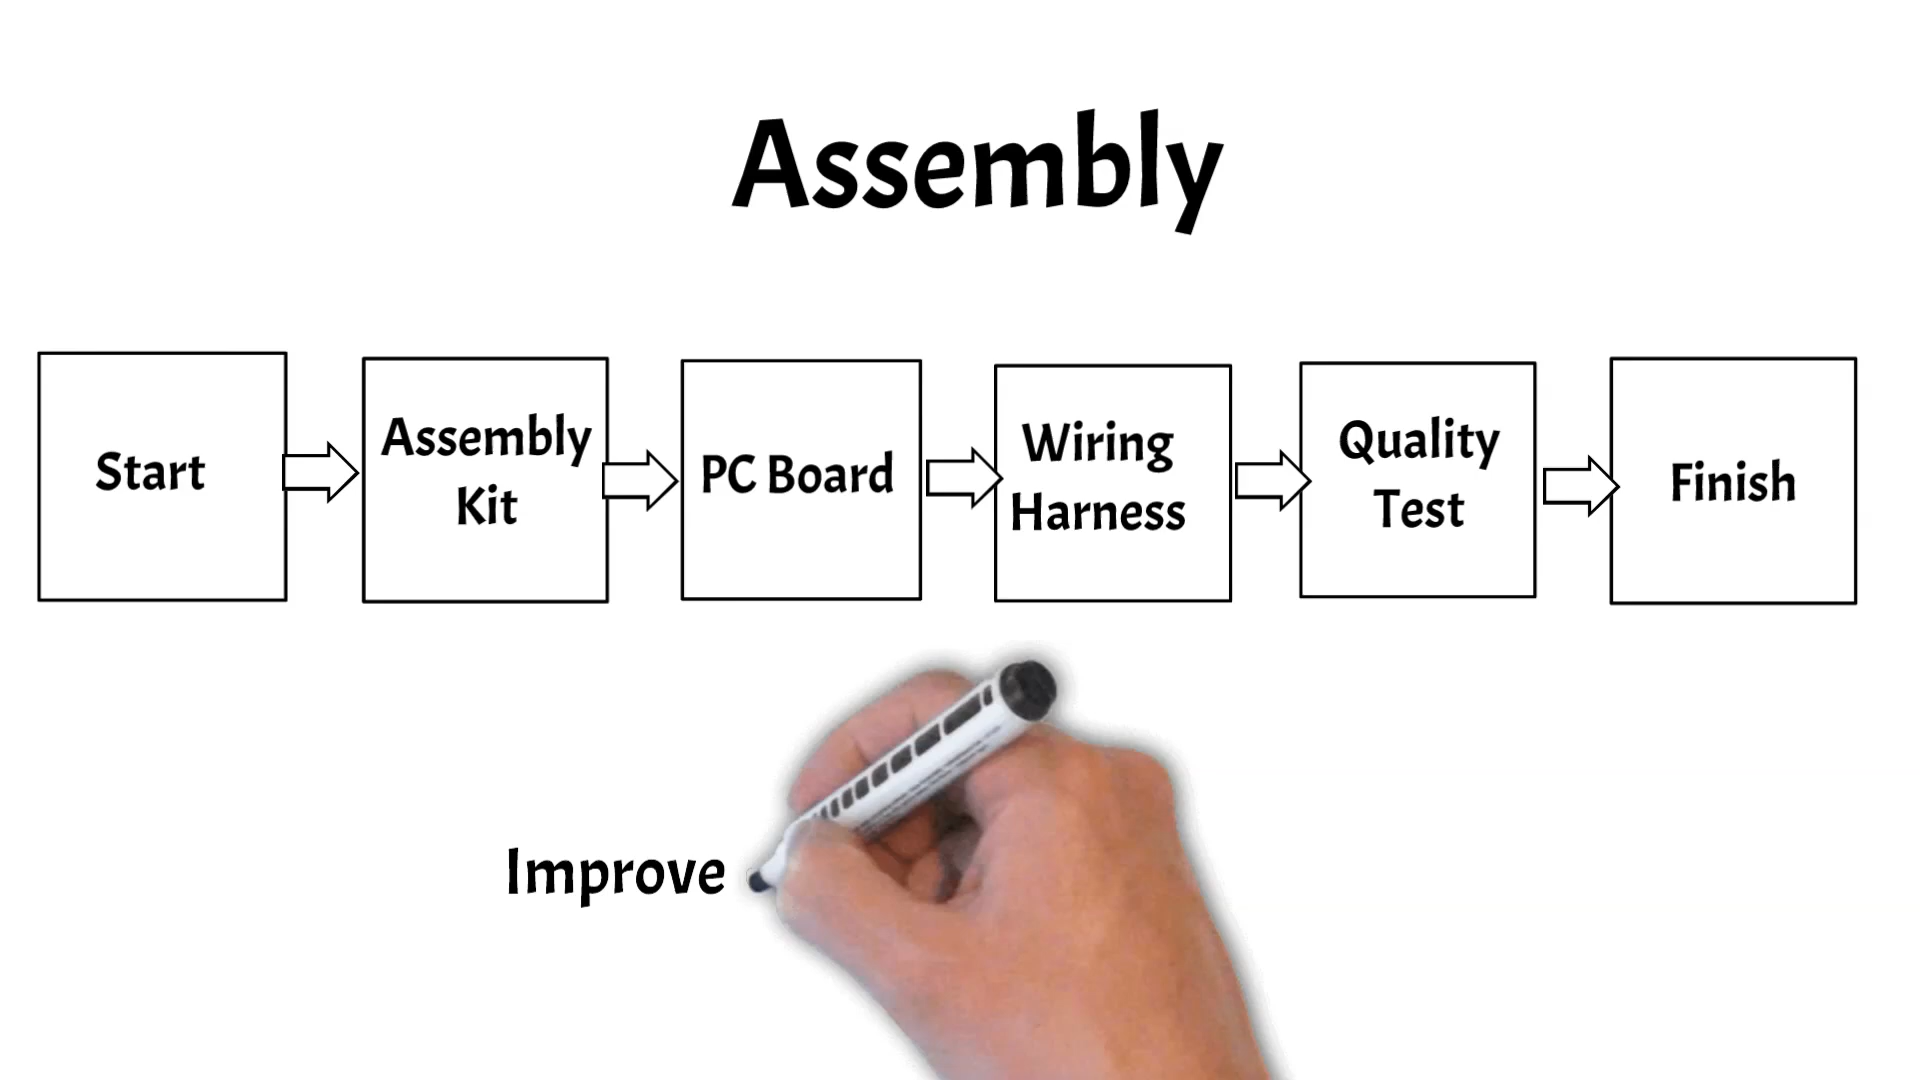 Assembly
Start
Assembly
Kit
PC Board
Wiring
Harness
Quality
Test
Finish
Improve